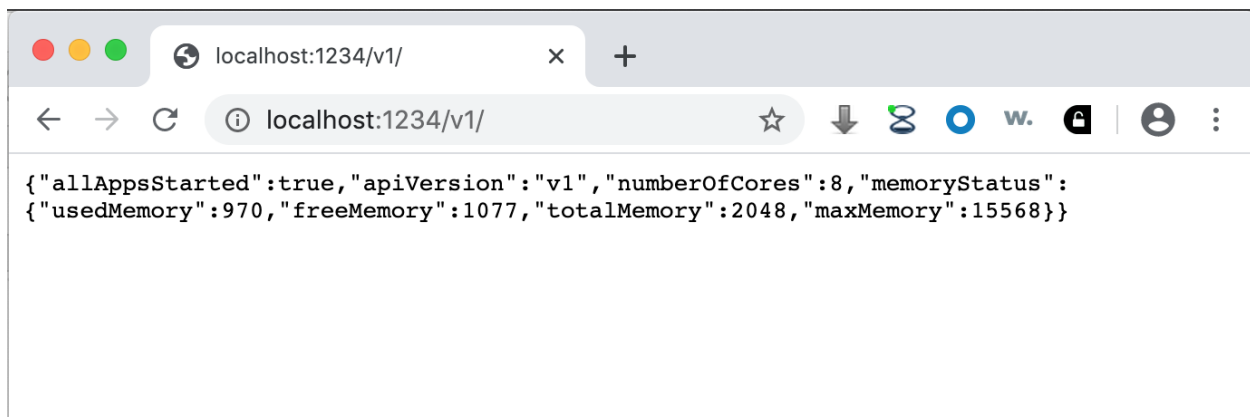 localhost:1234/v1/
localhost:1234/v1/
w.
{"allAppsStarted":true,"apiVersion":"v1","numberOfCores":8,"memoryStatus":
{"usedMemory":970,"freeMemory":1077,"totalMemory":2048,"maxMemory":15568}}